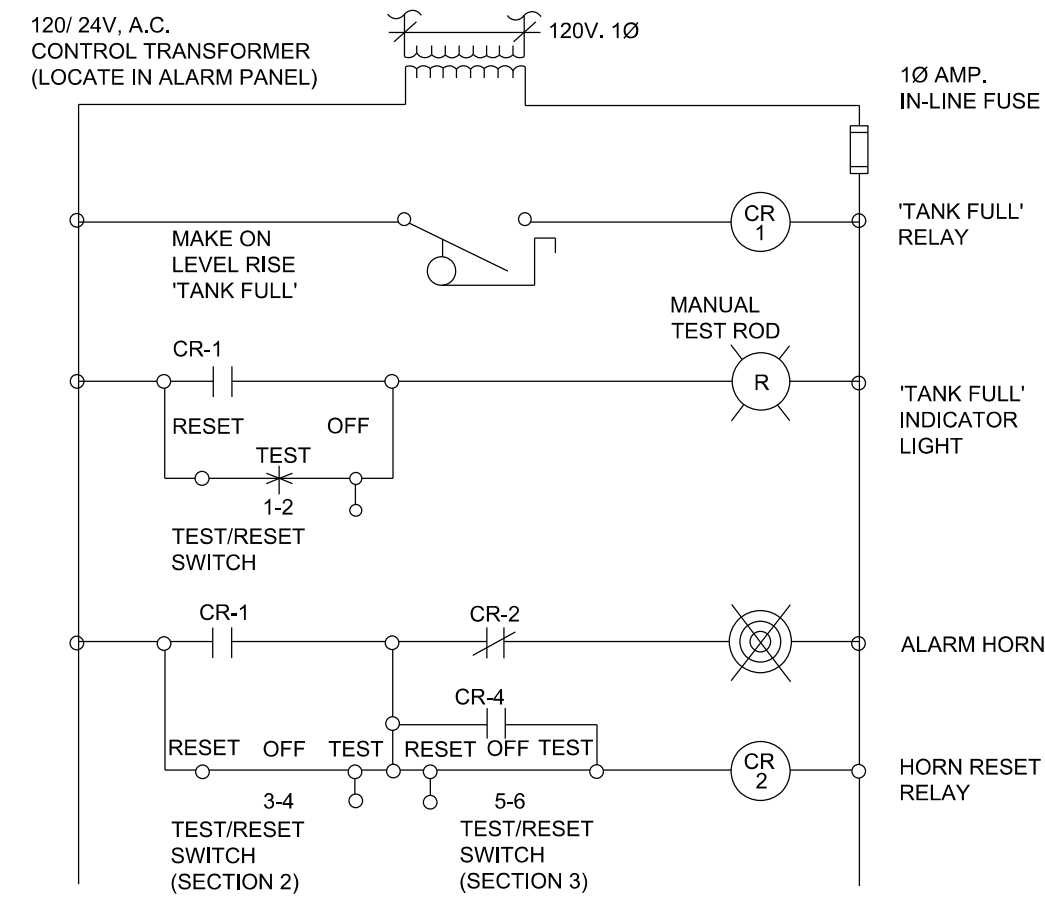 120/ 24V, A.C.
CONTROL TRANSFORMER
(LOCATE IN ALARM PANEL)
120V. 1Ø
1Ø AMP.
IN-LINE FUSE
CR
1
'TANK FULL'
RELAY
MAKE ON
LEVEL RISE
'TANK FULL'
MANUAL
TEST ROD
CR-1
R
'TANK FULL'
INDICATOR
LIGHT
RESET OFF
TEST
1-2
TEST/RESET
SWITCH
CR-1
CR-2
ALARM HORN
CR-4
RESET OFF TEST
RESET OFF TEST
CR
2
HORN RESET
RELAY
3-4
TEST/RESET
SWITCH
(SECTION 2)
5-6
TEST/RESET
SWITCH
(SECTION 3)